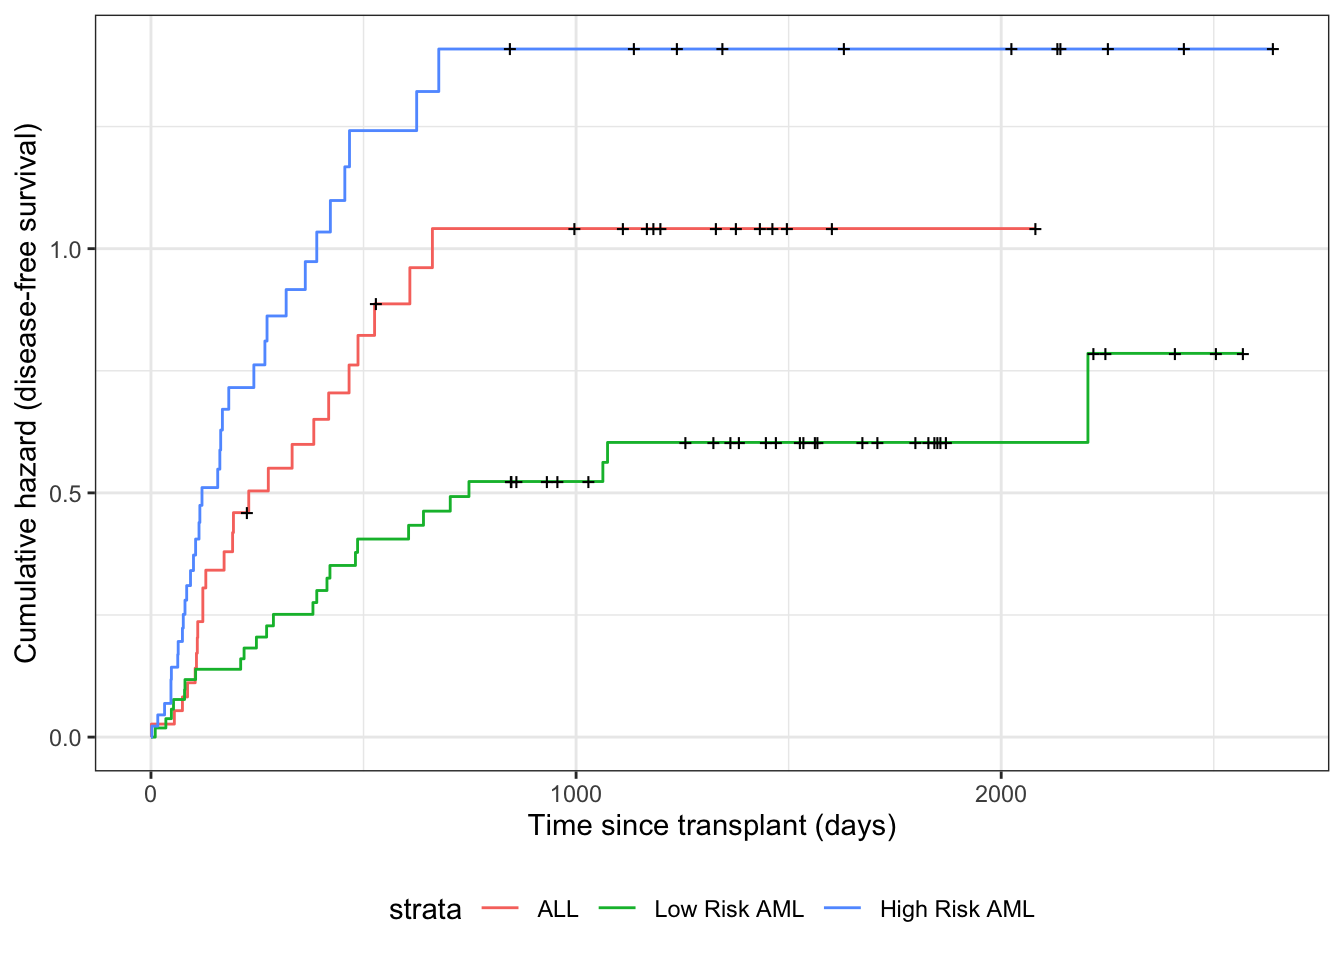 Cumulative hazard (disease-free survival)
1.0
0.5
0.0
0 1000 2000
Time since transplant (days)
strata ALL Low Risk AML High Risk AML